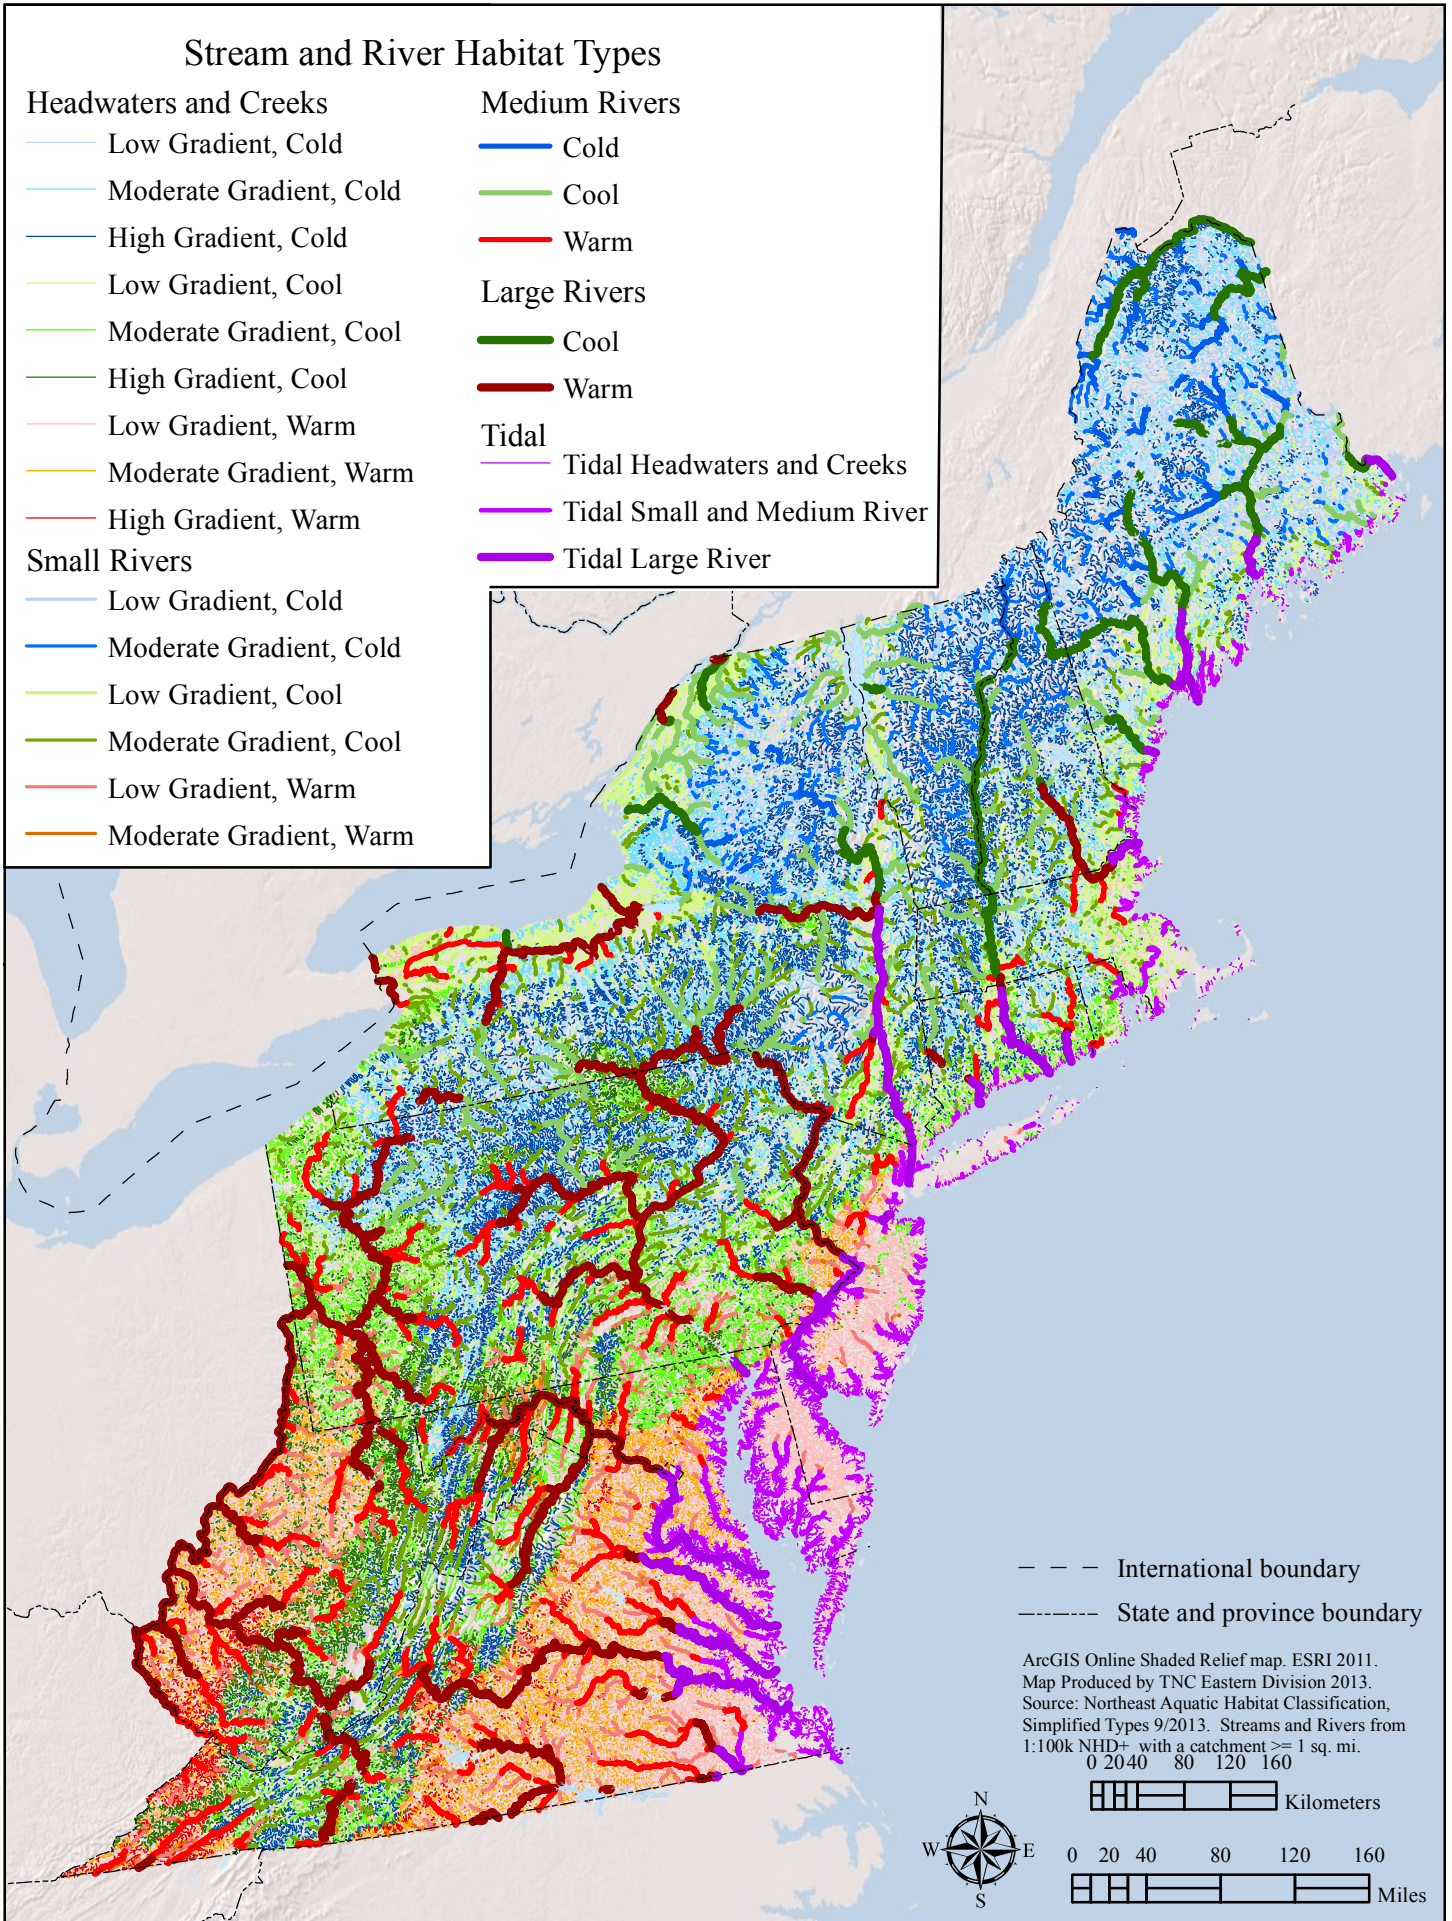 Stream and River Habitat Types
Headwaters and Creeks
Low Gradient, Cold
Moderate Gradient, Cold
High Gradient, Cold
Low Gradient, Cool
Moderate Gradient, Cool
High Gradient, Cool
Low Gradient, Warm
Moderate Gradient, Warm
High Gradient, Warm
Small Rivers
Low Gradient, Cold
Moderate Gradient, Cold
Low Gradient, Cool
Moderate Gradient, Cool
Low Gradient, Warm
Moderate Gradient, Warm
Medium Rivers
Cold
Cool
Warm
Large Rivers
Cool
Warm
Tidal
Tidal Headwaters and Creeks
Tidal Small and Medium River
Tidal Large River
International boundary
State and province boundary
ArcGIS Online Shaded Relief map. ESRI 2011.
Map Produced by TNC Eastern Division 2013.
Source: Northeast Aquatic Habitat Classification,
Simplified Types 9/2013. Streams and Rivers from
1:100k NHD+ with a catchment >= 1 sq. mi.
0 20 40 80 120 160
Kilometers
N
W E
S
0 20 40 80 120 160
Miles